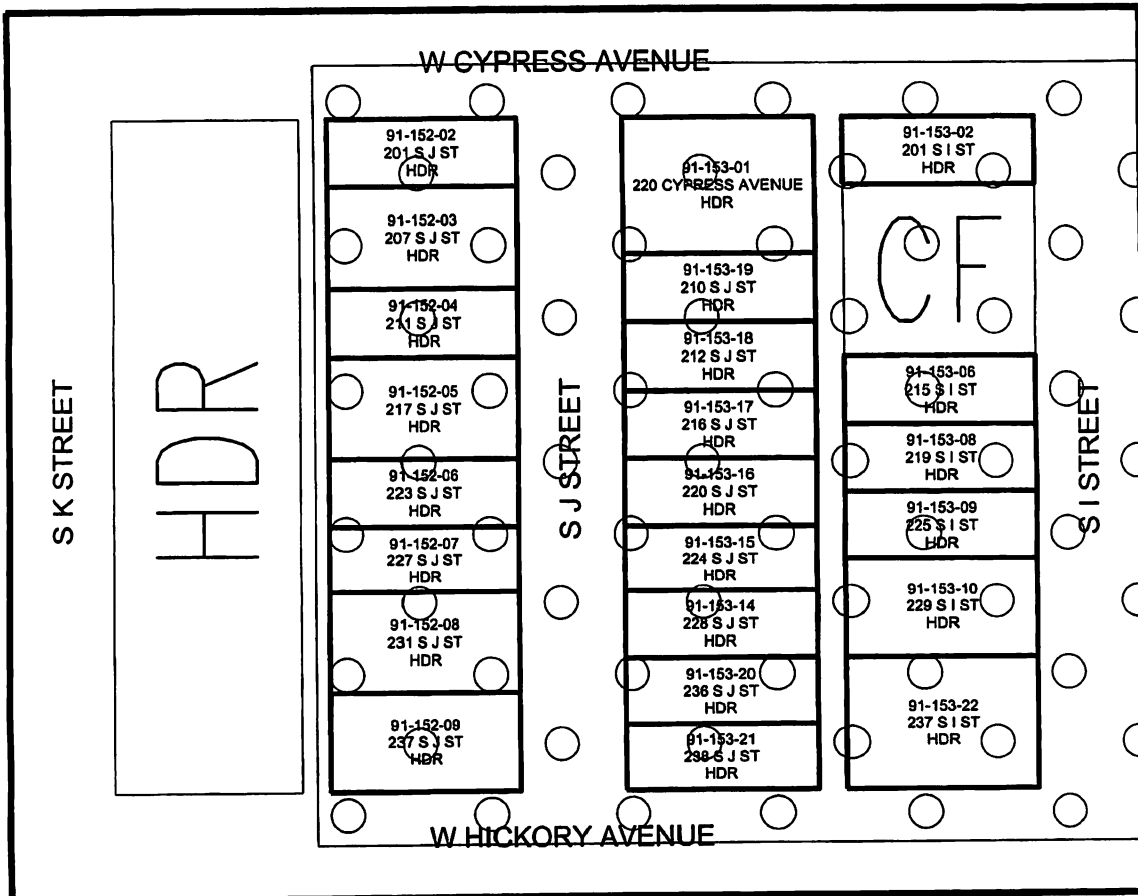 W CYPRESS AVENUE
S K STREET
HDR
91-152-02
201 S J ST
HDR
91-152-03
207 S J ST
HDR
91-152-04
211 S J ST
HDR
91-152-05
217 S J ST
HDR
91-152-06
223 S J ST
HDR
91-152-07
227 S J ST
HDR
91-152-08
231 S J ST
HDR
91-152-09
237 S J ST
HDR
S J STREET
91-153-01
220 CYPRESS AVENUE
HDR
91-153-19
210 S J ST
HDR
91-153-18
212 S J ST
HDR
91-153-17
216 S J ST
HDR
91-153-16
220 S J ST
HDR
91-153-15
224 S J ST
HDR
91-153-14
228 S J ST
HDR
91-153-20
236 S J ST
HDR
91-153-21
238 S J ST
HDR
91-153-02
201 S I ST
HDR
CF
91-153-06
215 S I ST
HDR
91-153-08
219 S I ST
HDR
91-153-09
225 S I ST
HDR
91-153-10
229 S I ST
HDR
91-153-22
237 S I ST
HDR
S I STREET
W HICKORY AVENUE